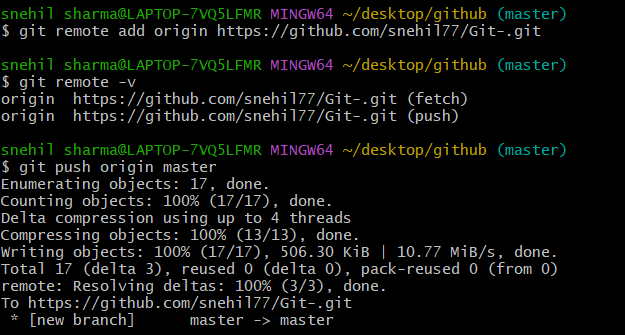 snehil sharma@LAPTOP-7VQ5LFMR MINGW64 ~/desktop/github (master)
$ git remote add origin https://github.com/snehil77/Git-.git
snehil sharma@LAPTOP-7VQ5LFMR MINGW64 ~/desktop/github (master)
$ git remote -v
origin  https://github.com/snehil77/Git-.git (fetch)
origin  https://github.com/snehil77/Git-.git (push)
snehil sharma@LAPTOP-7VQ5LFMR MINGW64 ~/desktop/github (master)
$ git push origin master
Enumerating objects: 17, done.
Counting objects: 100% (17/17), done.
Delta compression using up to 4 threads
Compressing objects: 100% (13/13), done.
Writing objects: 100% (17/17), 506.30 KiB | 10.77 MiB/s, done.
Total 17 (delta 3), reused 0 (delta 0), pack-reused 0 (from 0)
remote: Resolving deltas: 100% (3/3), done.
To https://github.com/snehil77/Git-.git
 * [new branch]      master -> master